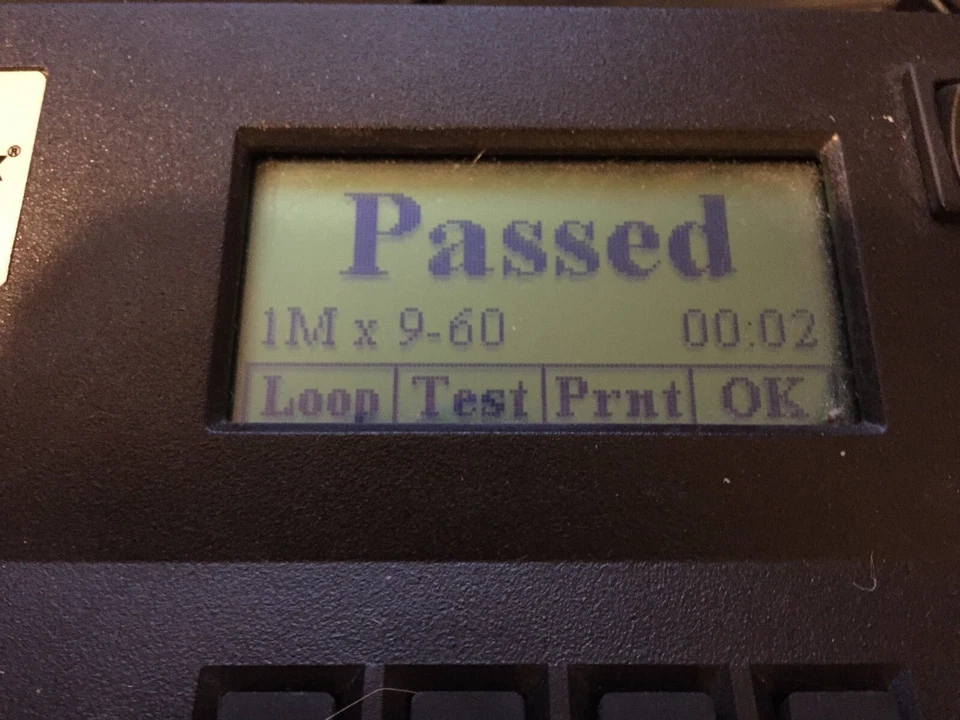 Passed
1M x 9-60 00:02
Loop Test Prnt OK